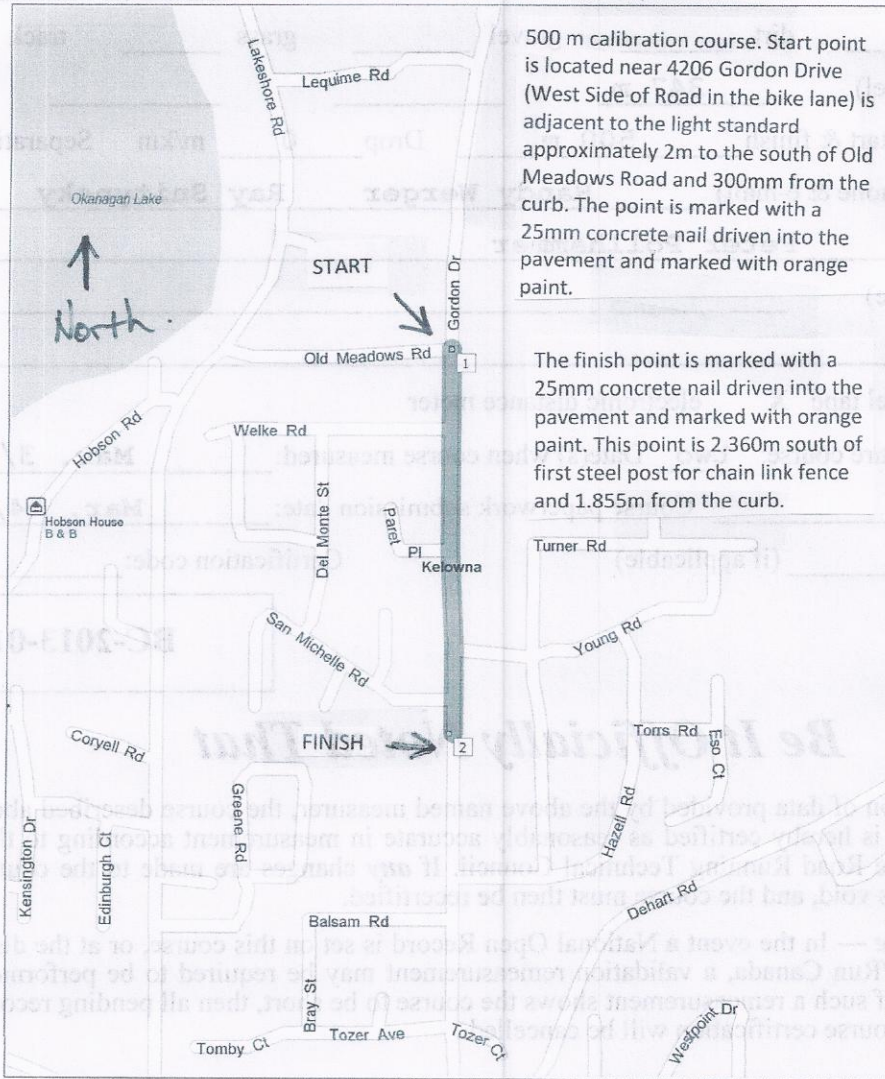 500 m calibration course. Start point
is located near 4206 Gordon Drive
(West Side of Road in the bike lane) is
adjacent to the light standard
approximately 2m to the south of Old
Meadows Road and 300mm from the
curb. The point is marked with a
25mm concrete nail driven into the
pavement and marked with orange
paint.
The finish point is marked with a
25mm concrete nail driven into the
pavement and marked with orange
paint. This point is 2.360m south of
first steel post for chain link fence
and 1.855m from the curb.
Lakeshore Rd
Lequime Rd
Okanagan Lake
North.
START
Gordon Dr
Old Meadows Rd
1
Hobson Rd
Welke Rd
Del Monte St
Daret
Pl
Hobson House
B & B
Kelowna
Turner Rd
San Michelle Rd
Young Rd
Coryell Rd
FINISH
2
Torrs Rd
Eso Ct
Greene Rd
Hazell Rd
Kensington Dr
Edinburgh Ct
Dehart Rd
Balsam Rd
Bray St
Tomby Ct
Tozer Ave
Tozer Ct
Westpoint Dr